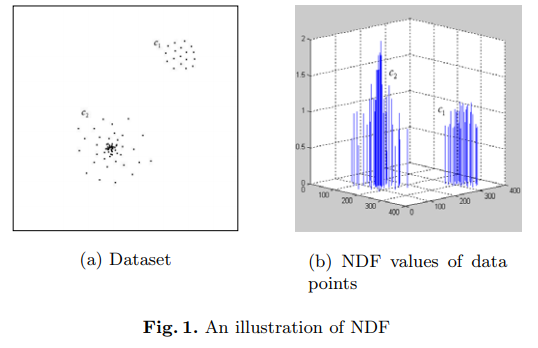 c1
c2
2
1.5
1
0.5
0
c2
c1
0
100
200
300
400
0
100
200
300
400
(a) Dataset
(b) NDF values of data
points
Fig. 1. An illustration of NDF